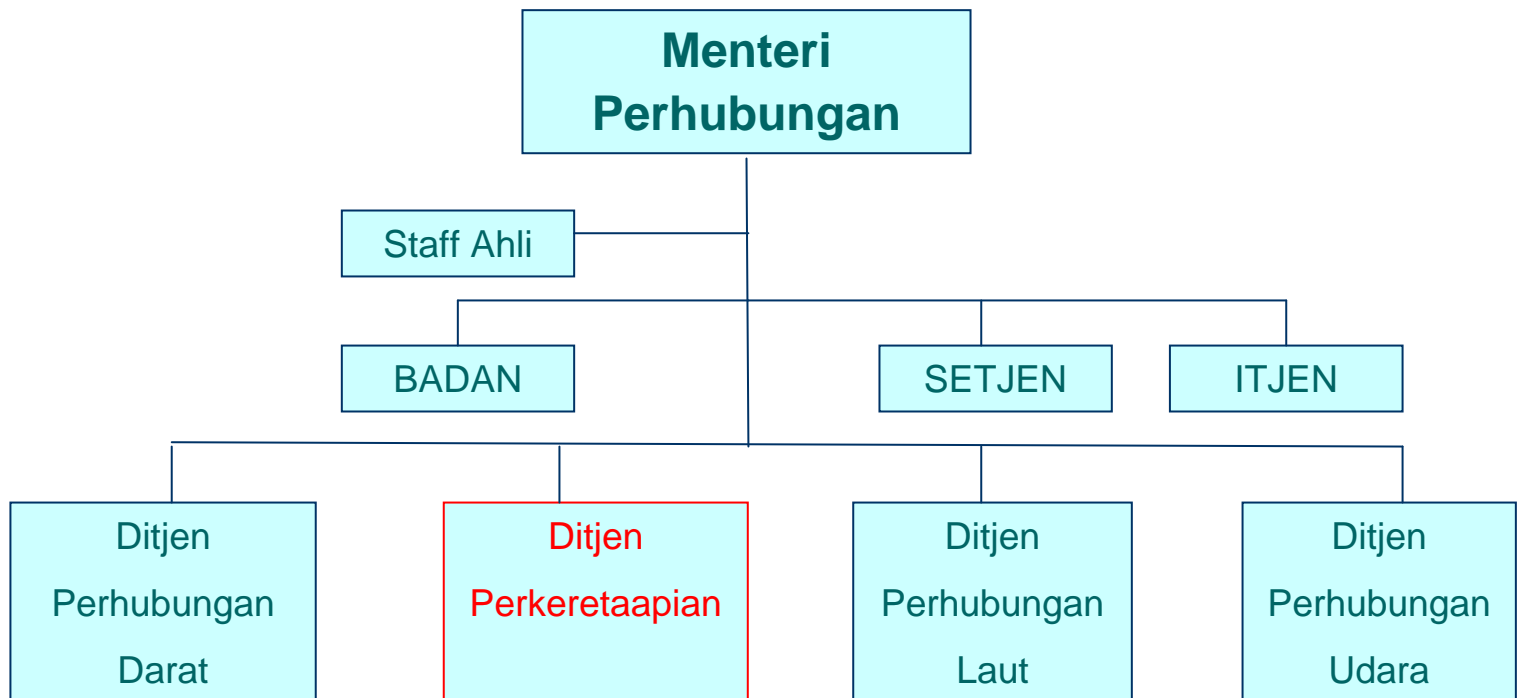 Menteri
Perhubungan
Staff Ahli
BADAN
SETJEN
ITJEN
Ditjen
Perhubungan
Darat
Ditjen
Perkeretaapian
Ditjen
Perhubungan
Laut
Ditjen
Perhubungan
Udara